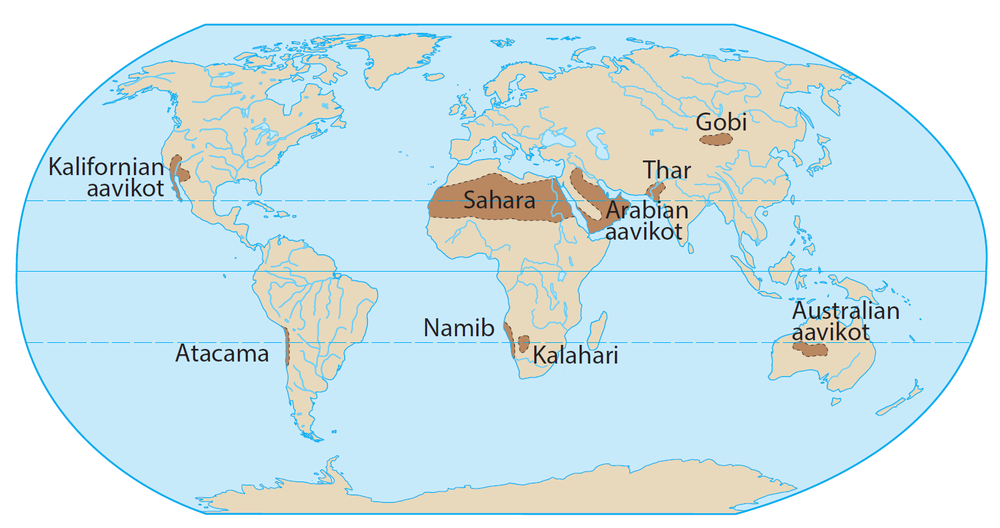 Gobi
Kalifornian
aavikot
Thar
Sahara
Arabian
aavikot
Australian
aavikot
Namib
Atacama
Kalahari